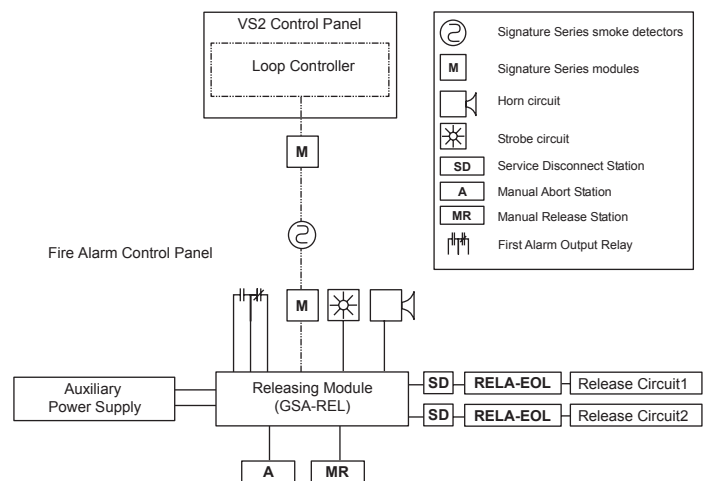 VS2 Control Panel
Loop Controller
M
Fire Alarm Control Panel
M
Auxiliary
Power Supply
Releasing Module
(GSA-REL)
SD
RELA-EOL
Release Circuit1
SD
RELA-EOL
Release Circuit2
A
MR
Signature Series smoke detectors
M
Signature Series modules
Horn circuit
Strobe circuit
SD
Service Disconnect Station
A
Manual Abort Station
MR
Manual Release Station
First Alarm Output Relay